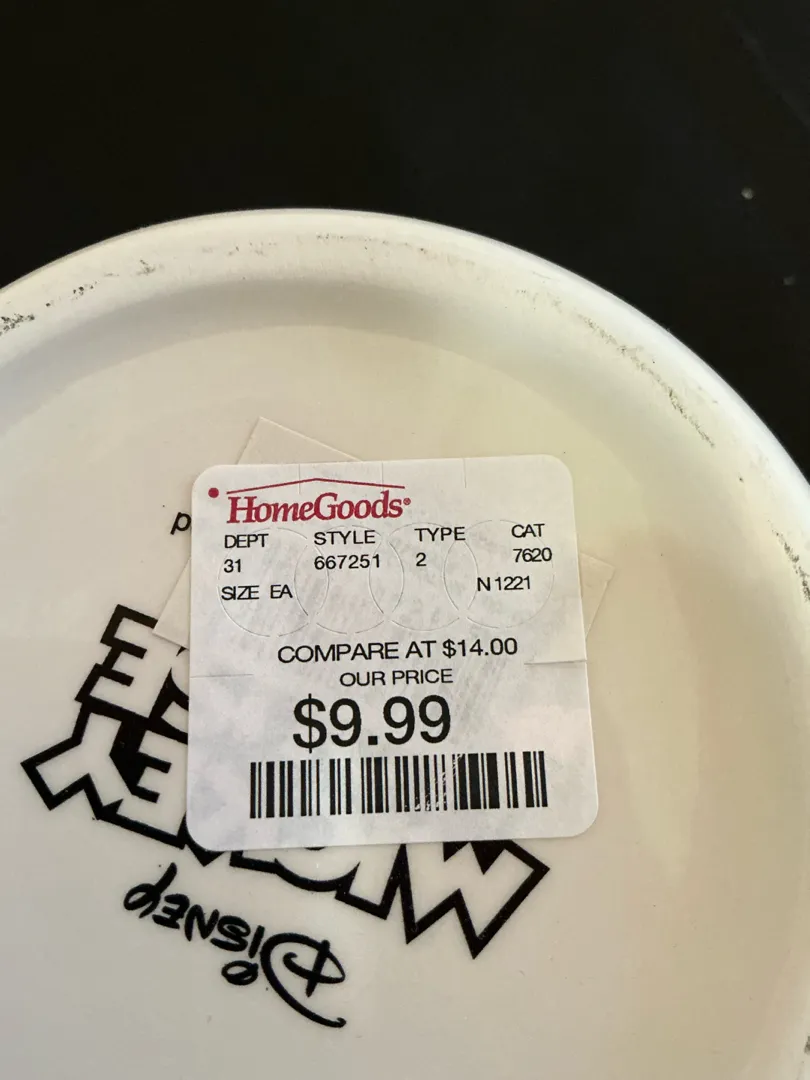 HomeGoods®
DEPT STYLE TYPE CAT
31 667251 2 7620
SIZE EA N 1221
COMPARE AT $14.00
OUR PRICE
$9.99
DISNEY